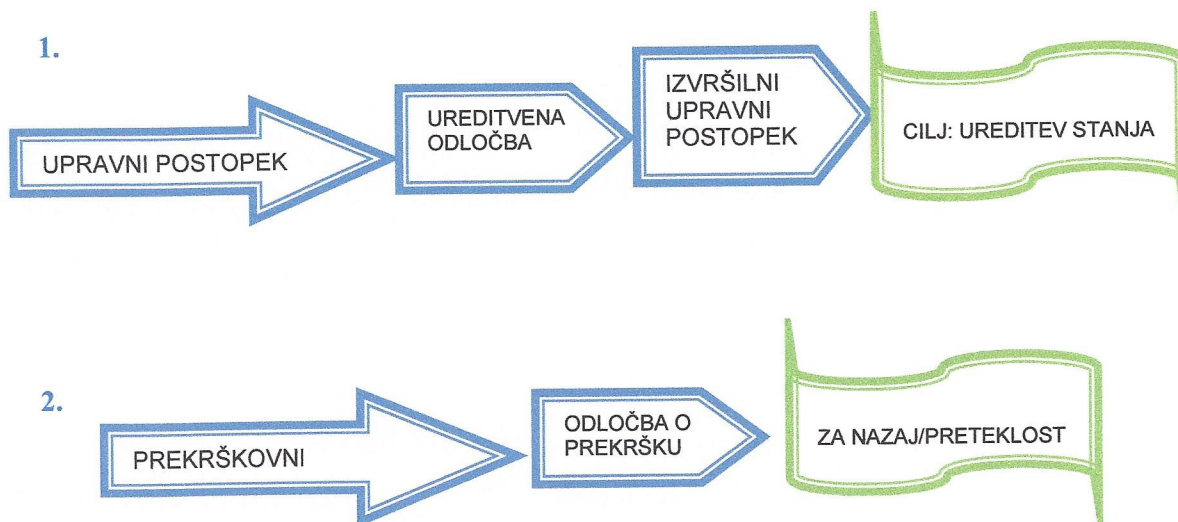 1.
UPRAVNI POSTOPEK
UREDITVENA
ODLOČBA
IZVRŠILNI
UPRAVNI
POSTOPEK
CILJ: UREDITEV STANJA
2.
PREKRŠKOVNI
ODLOČBA O
PREKRŠKU
ZA NAZAJ/PRETEKLOST